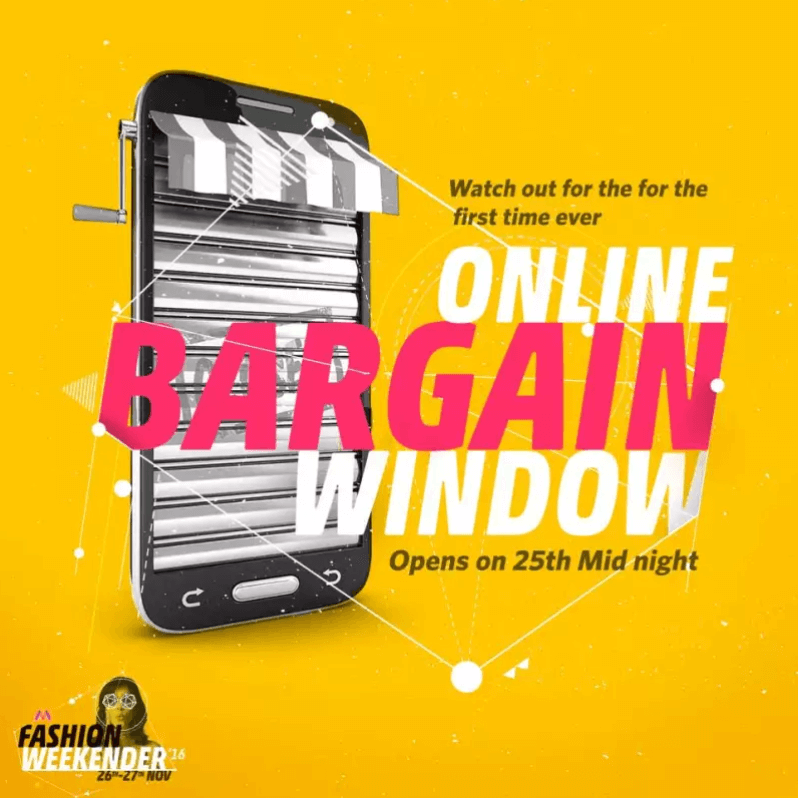 Watch out for the for the
first time ever
ONLINE
BARGAIN
WINDOW
Opens on 25th Mid night
FASHION
WEEKENDER '16
26TH-27TH NOV